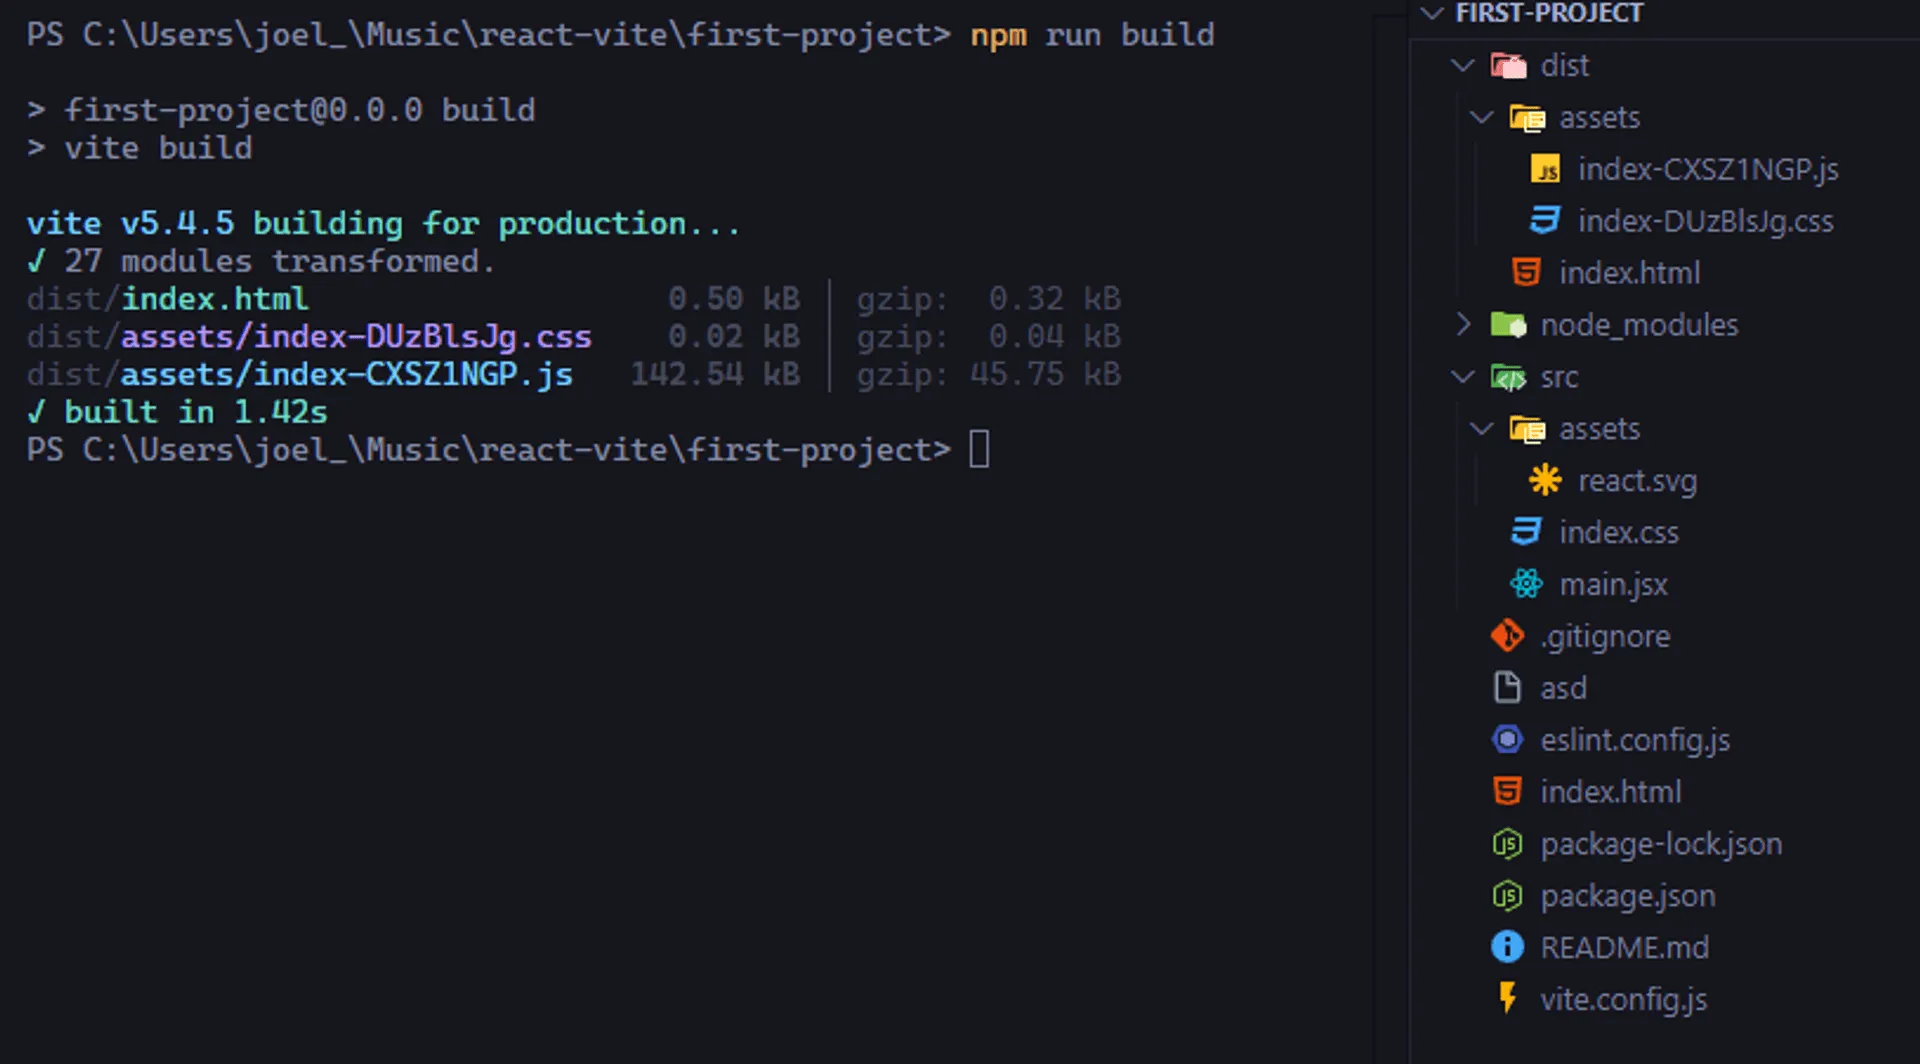 PS C:\Users\joel_\Music\react-vite\first-project> npm run build
> first-project@0.0.0 build
> vite build
vite v5.4.5 building for production...
✓ 27 modules transformed.
dist/index.html 0.50 kB │ gzip: 0.32 kB
dist/assets/index-DUzBlsJg.css 0.02 kB │ gzip: 0.04 kB
dist/assets/index-CXSZ1NGP.js 142.54 kB │ gzip: 45.75 kB
✓ built in 1.42s
PS C:\Users\joel_\Music\react-vite\first-project>
FIRST-PROJECT
dist
assets
index-CXSZ1NGP.js
index-DUzBlsJg.css
index.html
node_modules
src
assets
react.svg
index.css
main.jsx
.gitignore
asd
eslint.config.js
index.html
package-lock.json
package.json
README.md
vite.config.js